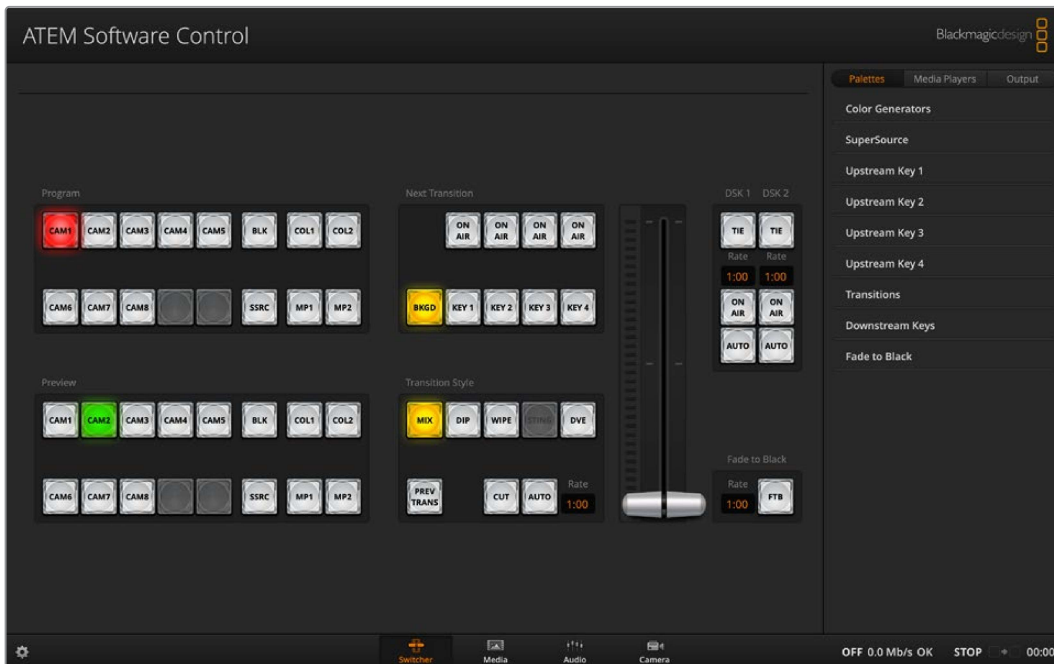 ATEM Software Control
Blackmagicdesign
Palettes Media Players Output
Color Generators
SuperSource
Upstream Key 1
Upstream Key 2
Upstream Key 3
Upstream Key 4
Transitions
Downstream Keys
Fade to Black
Program
CAM1 CAM2 CAM3 CAM4 CAM5 BLK COL1 COL2
CAM6 CAM7 CAM8 SSRC MP1 MP2
Next Transition
ON AIR ON AIR ON AIR ON AIR
BKGD KEY 1 KEY 2 KEY 3 KEY 4
DSK 1 DSK 2
TIE TIE
Rate Rate
1:00 1:00
ON AIR ON AIR
AUTO AUTO
Preview
CAM1 CAM2 CAM3 CAM4 CAM5 BLK COL1 COL2
CAM6 CAM7 CAM8 SSRC MP1 MP2
Transition Style
MIX DIP WIPE STING DVE
PREV TRANS CUT AUTO Rate 1:00
Fade to Black
Rate 1:00 FTB
Switcher Media Audio Camera
OFF 0.0 Mb/s OK STOP 00:00